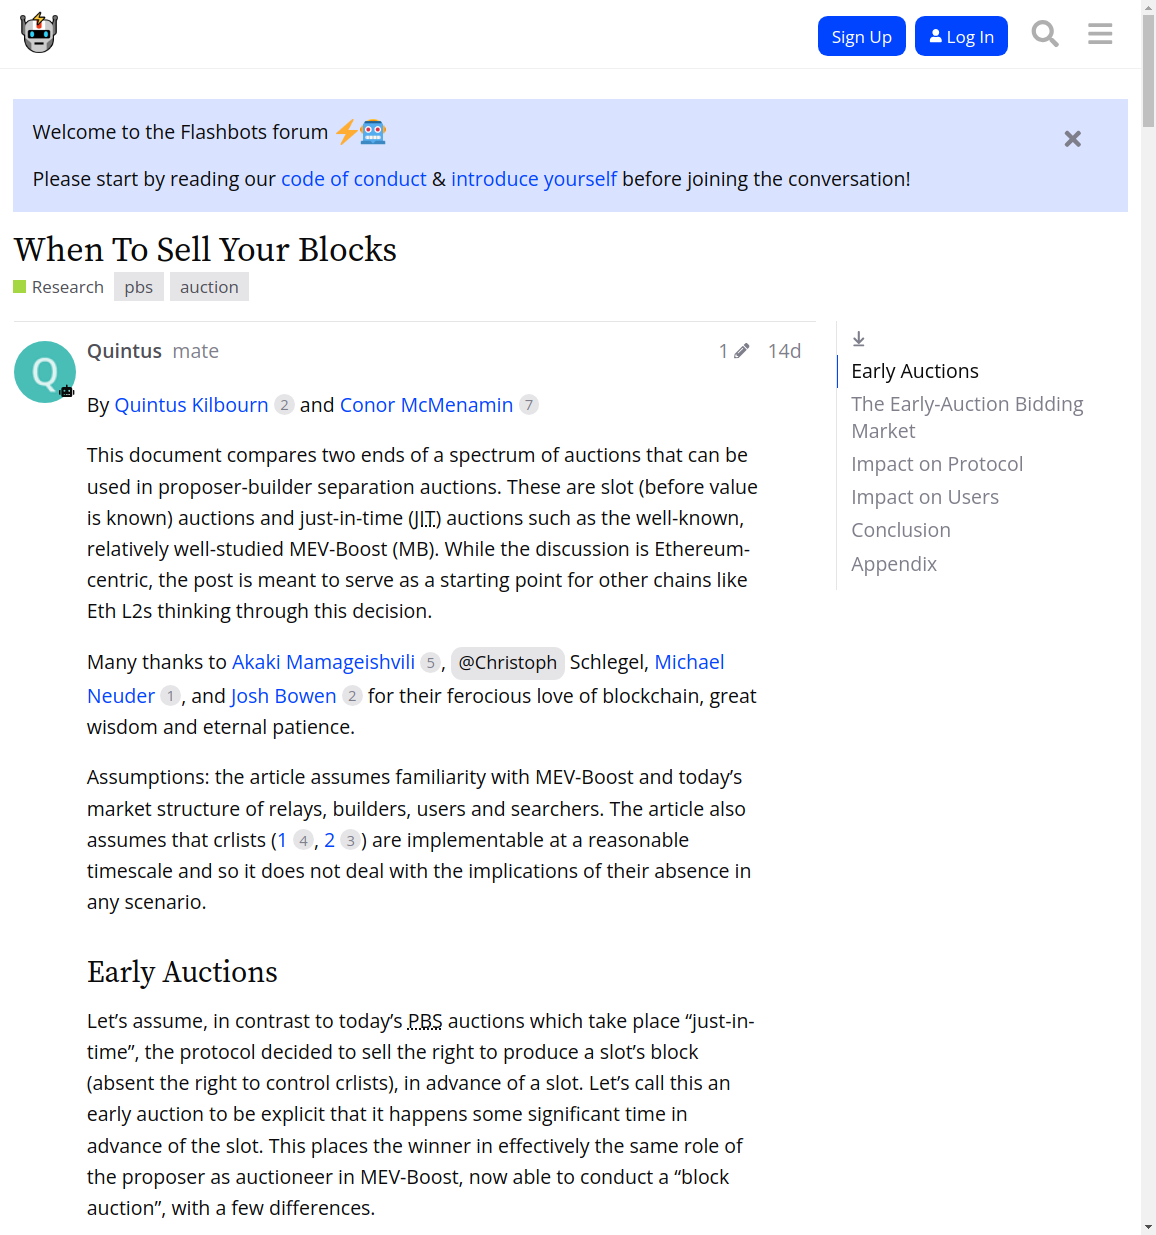 Sign Up
Log In
Welcome to the Flashbots forum
Please start by reading our code of conduct & introduce yourself before joining the conversation!
When To Sell Your Blocks
Research pbs auction
Quintus mate 1 14d
By Quintus Kilbourn 2 and Conor McMenamin 7
This document compares two ends of a spectrum of auctions that can be
used in proposer-builder separation auctions. These are slot (before value
is known) auctions and just-in-time (JIT) auctions such as the well-known,
relatively well-studied MEV-Boost (MB). While the discussion is Ethereum-
centric, the post is meant to serve as a starting point for other chains like
Eth L2s thinking through this decision.
Many thanks to Akaki Mamageishvili 5, @Christoph Schlegel, Michael
Neuder 1, and Josh Bowen 2 for their ferocious love of blockchain, great
wisdom and eternal patience.
Assumptions: the article assumes familiarity with MEV-Boost and today’s
market structure of relays, builders, users and searchers. The article also
assumes that crlists (1 4, 2 3) are implementable at a reasonable
timescale and so it does not deal with the implications of their absence in
any scenario.
Early Auctions
Let’s assume, in contrast to today’s PBS auctions which take place “just-in-
time”, the protocol decided to sell the right to produce a slot’s block
(absent the right to control crlists), in advance of a slot. Let’s call this an
early auction to be explicit that it happens some significant time in
advance of the slot. This places the winner in effectively the same role of
the proposer as auctioneer in MEV-Boost, now able to conduct a “block
auction”, with a few differences.
Q
Early Auctions
The Early-Auction Bidding
Market
Impact on Protocol
Impact on Users
Conclusion
Appendix